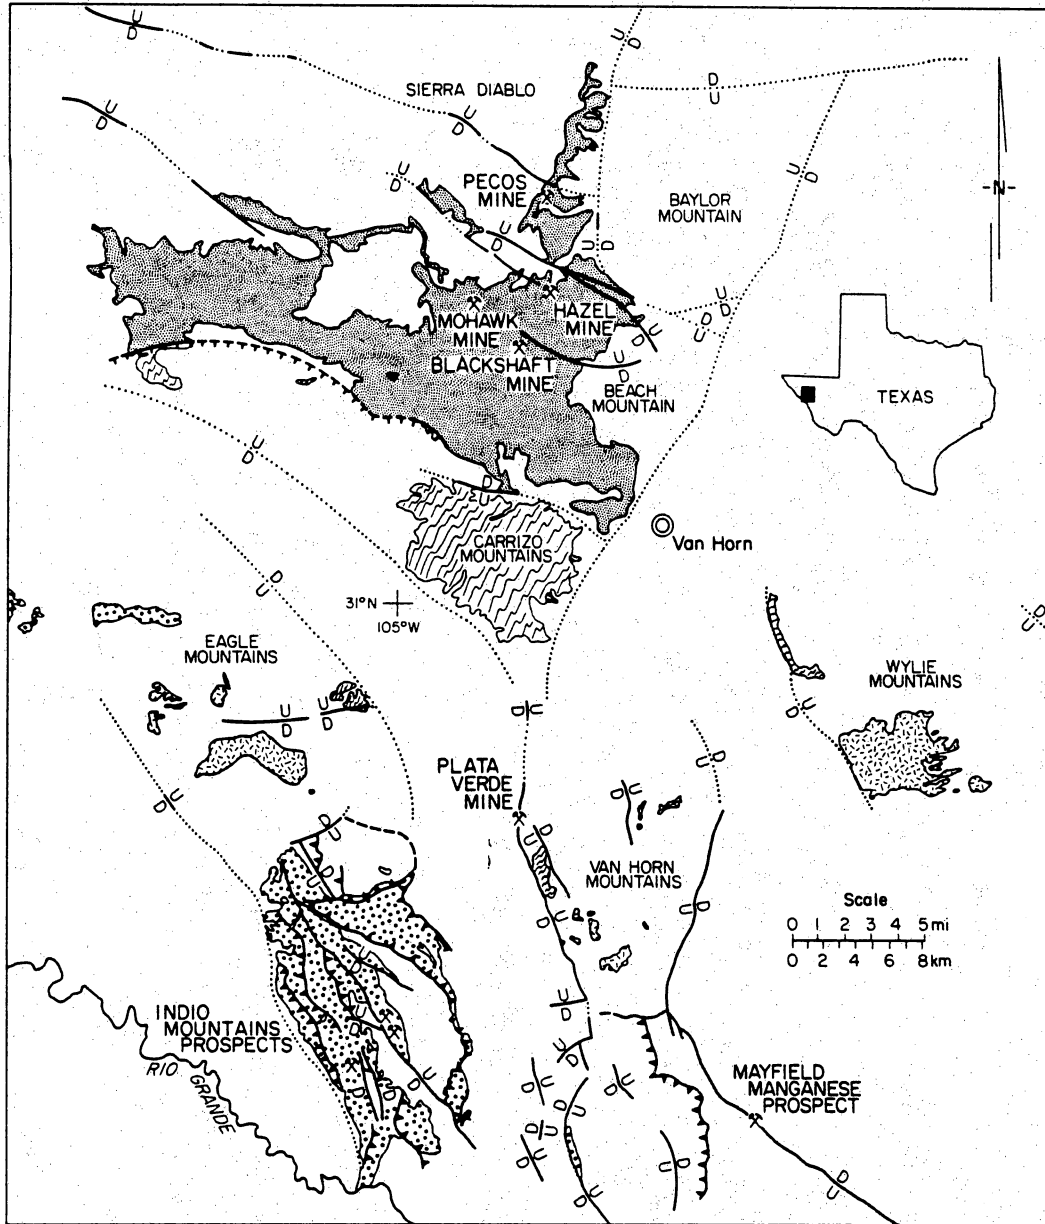 SIERRA DIABLO
PECOS
MINE
BAYLOR
MOUNTAIN
-N-
MOHAWK
MINE
HAZEL
MINE
BLACKSHAFT
MINE
BEACH
MOUNTAIN
TEXAS
CARRIZO
MOUNTAINS
Van Horn
31°N
105°W
EAGLE
MOUNTAINS
WYLIE
MOUNTAINS
PLATA
VERDE
MINE
VAN HORN
MOUNTAINS
Scale
0 1 2 3 4 5 mi
0 2 4 6 8 km
INDIO
MOUNTAINS
PROSPECTS
RIO GRANDE
MAYFIELD
MANGANESE
PROSPECT